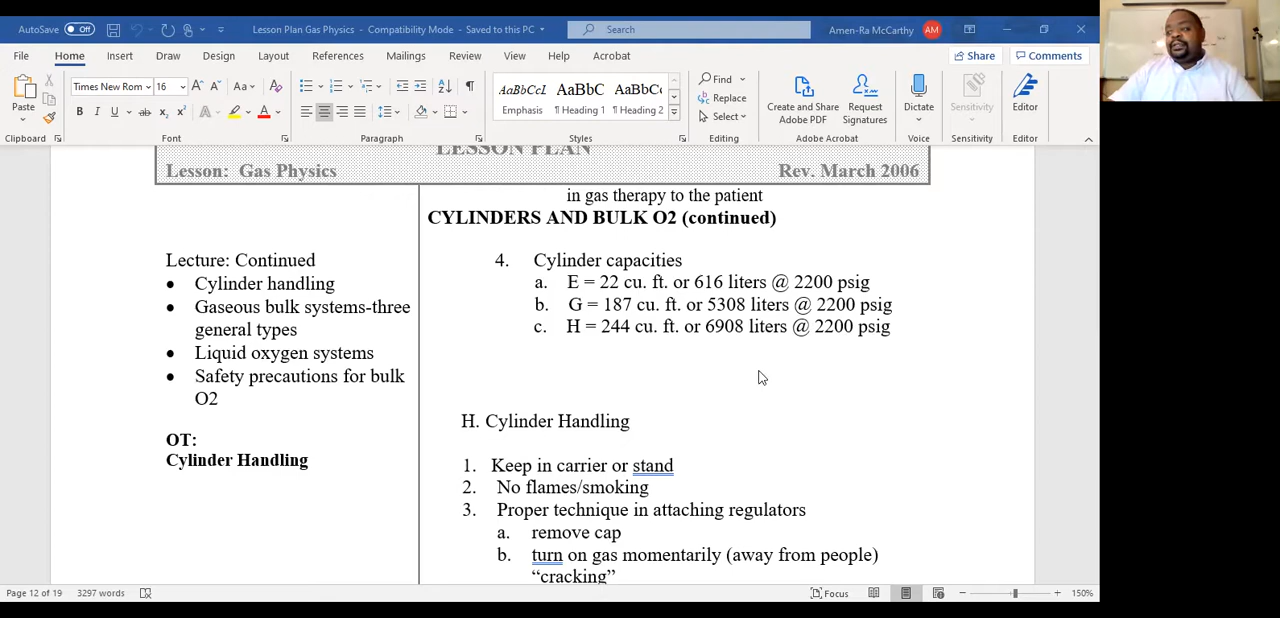 AutoSave Off Lesson Plan Gas Physics - Compatibility Mode - Saved to this PC Search Amen-Ra McCarthy AM
File Home Insert Draw Design Layout References Mailings Review View Help Acrobat Share Comments
Times New Rom 16 Aa AaBbCcI AaBbC AaBbCc Find
Paste Replace Create and Share Request Dictate Sensitivity Editor
B I U ab x₂ x² A A Emphasis ¶ Heading 1 ¶ Heading 2 Select Adobe PDF Signatures
Clipboard Font Paragraph Styles Editing Adobe Acrobat Voice Sensitivity Editor
LESSON PLAN
Lesson: Gas Physics Rev. March 2006
in gas therapy to the patient
CYLINDERS AND BULK O2 (continued)
Lecture: Continued
• Cylinder handling
• Gaseous bulk systems-three
general types
• Liquid oxygen systems
• Safety precautions for bulk
O2
OT:
Cylinder Handling
4. Cylinder capacities
a. E = 22 cu. ft. or 616 liters @ 2200 psig
b. G = 187 cu. ft. or 5308 liters @ 2200 psig
c. H = 244 cu. ft. or 6908 liters @ 2200 psig
H. Cylinder Handling
1. Keep in carrier or stand
2. No flames/smoking
3. Proper technique in attaching regulators
a. remove cap
b. turn on gas momentarily (away from people)
“cracking”
Page 12 of 19 3297 words Focus 150%